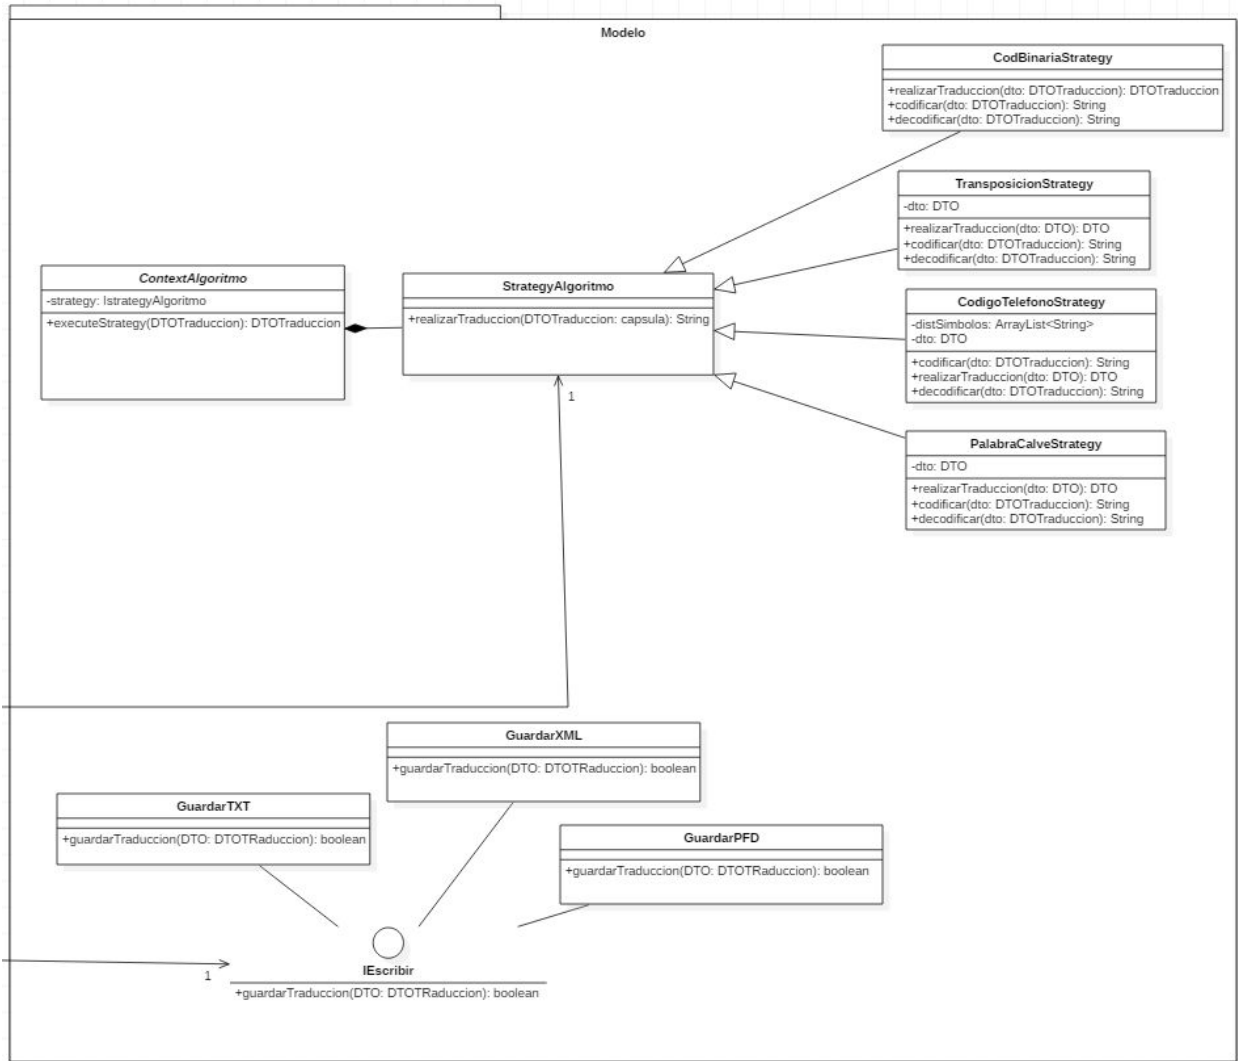 Modelo
CodBinariaStrategy
+realizarTraduccion(dto: DTOTraduccion): DTOTraduccion
+codificar(dto: DTOTraduccion): String
+decodificar(dto: DTOTraduccion): String
TransposicionStrategy
-dto: DTO
+realizarTraduccion(dto: DTO): DTO
+codificar(dto: DTOTraduccion): String
+decodificar(dto: DTOTraduccion): String
ContextAlgoritmo
-strategy: IstrategyAlgoritmo
+executeStrategy(DTOTraduccion): DTOTraduccion
StrategyAlgoritmo
+realizarTraduccion(DTOTraduccion: capsula): String
1
CodigoTelefonoStrategy
-distSimbolos: ArrayList<String>
-dto: DTO
+codificar(dto: DTOTraduccion): String
+realizarTraduccion(dto: DTO): DTO
+decodificar(dto: DTOTraduccion): String
PalabraCalveStrategy
-dto: DTO
+realizarTraduccion(dto: DTO): DTO
+codificar(dto: DTOTraduccion): String
+decodificar(dto: DTOTraduccion): String
GuardarXML
+guardarTraduccion(DTO: DTOTRaduccion): boolean
GuardarTXT
+guardarTraduccion(DTO: DTOTRaduccion): boolean
GuardarPFD
+guardarTraduccion(DTO: DTOTRaduccion): boolean
1
IEscribir
+guardarTraduccion(DTO: DTOTRaduccion): boolean